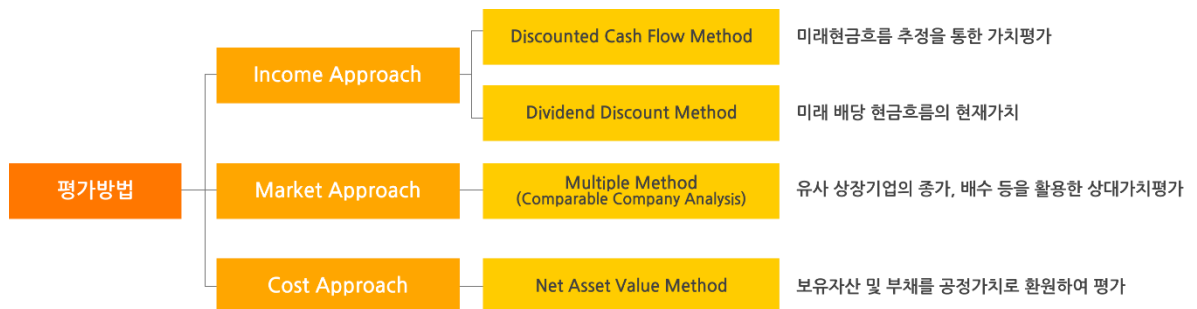 평가방법
Income Approach
Discounted Cash Flow Method
미래현금흐름 추정을 통한 가치평가
Dividend Discount Method
미래 배당 현금흐름의 현재가치
Market Approach
Multiple Method
(Comparable Company Analysis)
유사 상장기업의 종가, 배수 등을 활용한 상대가치평가
Cost Approach
Net Asset Value Method
보유자산 및 부채를 공정가치로 환원하여 평가